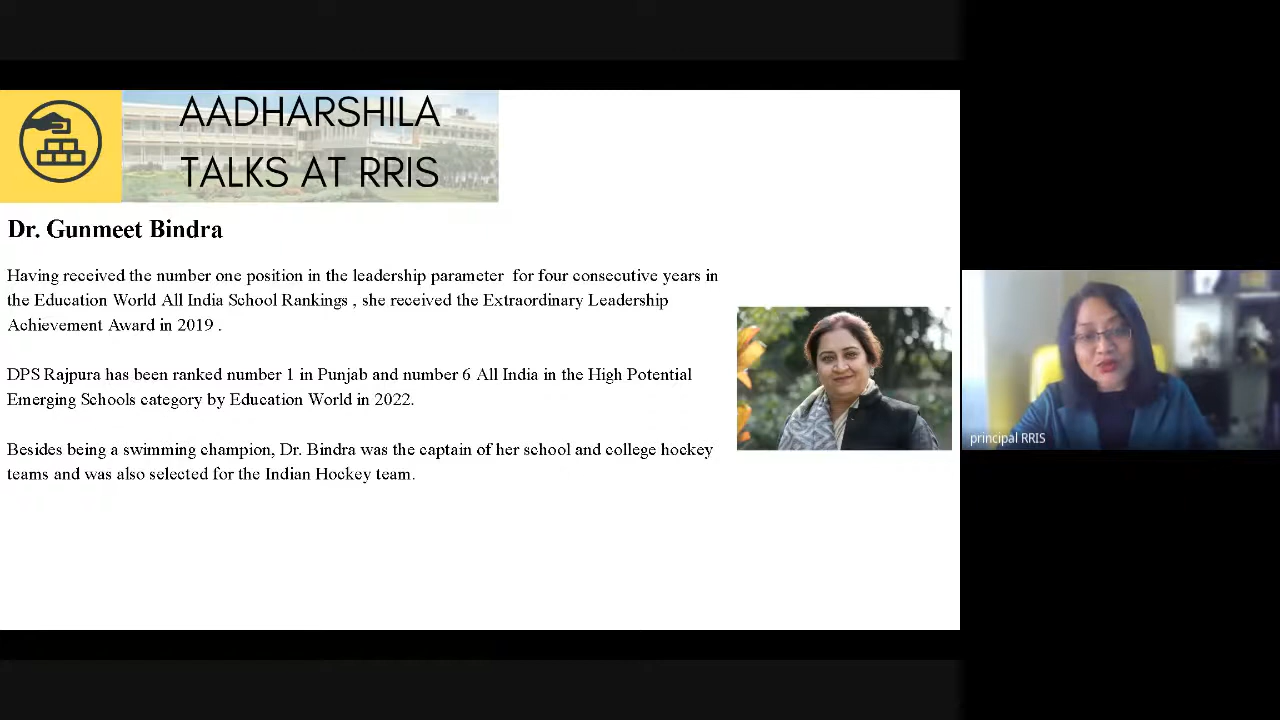 AADHARSHILA
TALKS AT RRIS
Dr. Gunmeet Bindra
Having received the number one position in the leadership parameter for four consecutive years in
the Education World All India School Rankings , she received the Extraordinary Leadership
Achievement Award in 2019 .
DPS Rajpura has been ranked number 1 in Punjab and number 6 All India in the High Potential
Emerging Schools category by Education World in 2022.
Besides being a swimming champion, Dr. Bindra was the captain of her school and college hockey
teams and was also selected for the Indian Hockey team.
principal RRIS